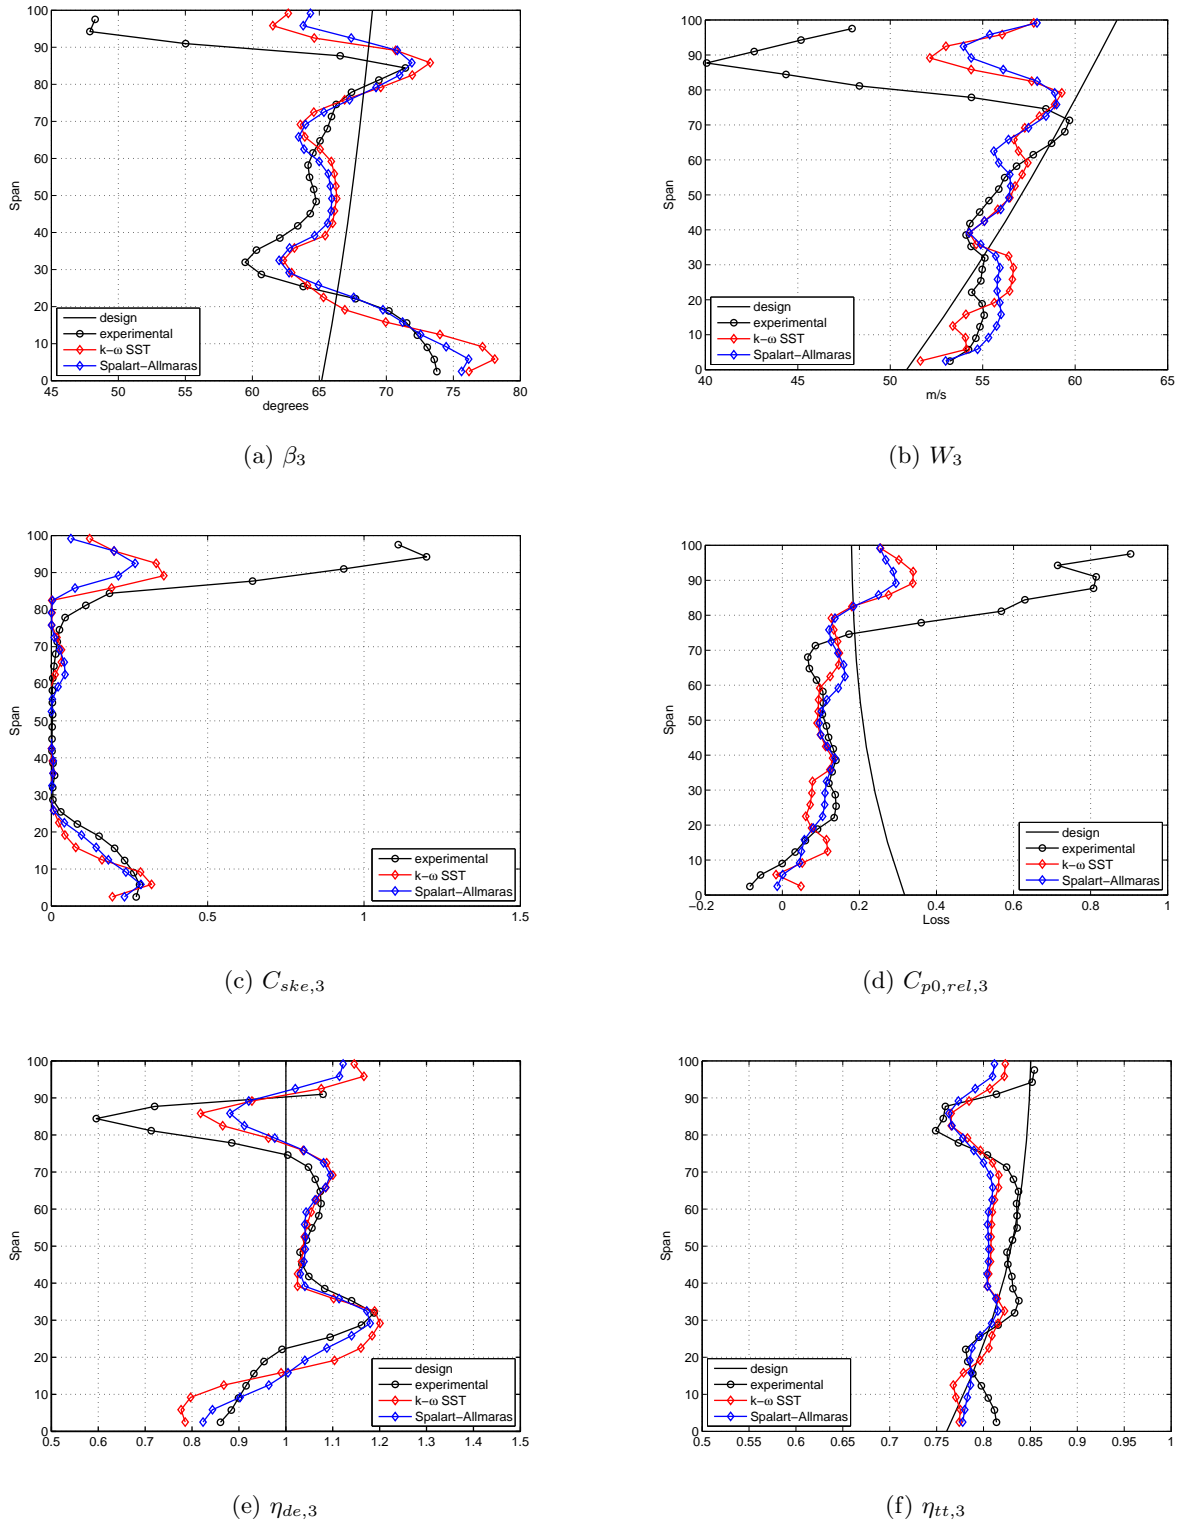 100
90
80
70
60
50
40
30
20
10
0
Span
45 50 55 60 65 70 75 80
degrees
design
experimental
k−ω SST
Spalart−Allmaras
(a) β3
100
90
80
70
60
50
40
30
20
10
0
Span
40 45 50 55 60 65
m/s
design
experimental
k−ω SST
Spalart−Allmaras
(b) W3
100
90
80
70
60
50
40
30
20
10
0
Span
0 0.5 1 1.5
experimental
k−ω SST
Spalart−Allmaras
(c) Cske,3
100
90
80
70
60
50
40
30
20
10
0
Span
−0.2 0 0.2 0.4 0.6 0.8 1
Loss
design
experimental
k−ω SST
Spalart−Allmaras
(d) Cp0,rel,3
100
90
80
70
60
50
40
30
20
10
0
Span
0.5 0.6 0.7 0.8 0.9 1 1.1 1.2 1.3 1.4 1.5
design
experimental
k−ω SST
Spalart−Allmaras
(e) ηde,3
100
90
80
70
60
50
40
30
20
10
0
Span
0.5 0.55 0.6 0.65 0.7 0.75 0.8 0.85 0.9 0.95 1
design
experimental
k−ω SST
Spalart−Allmaras
(f) ηtt,3